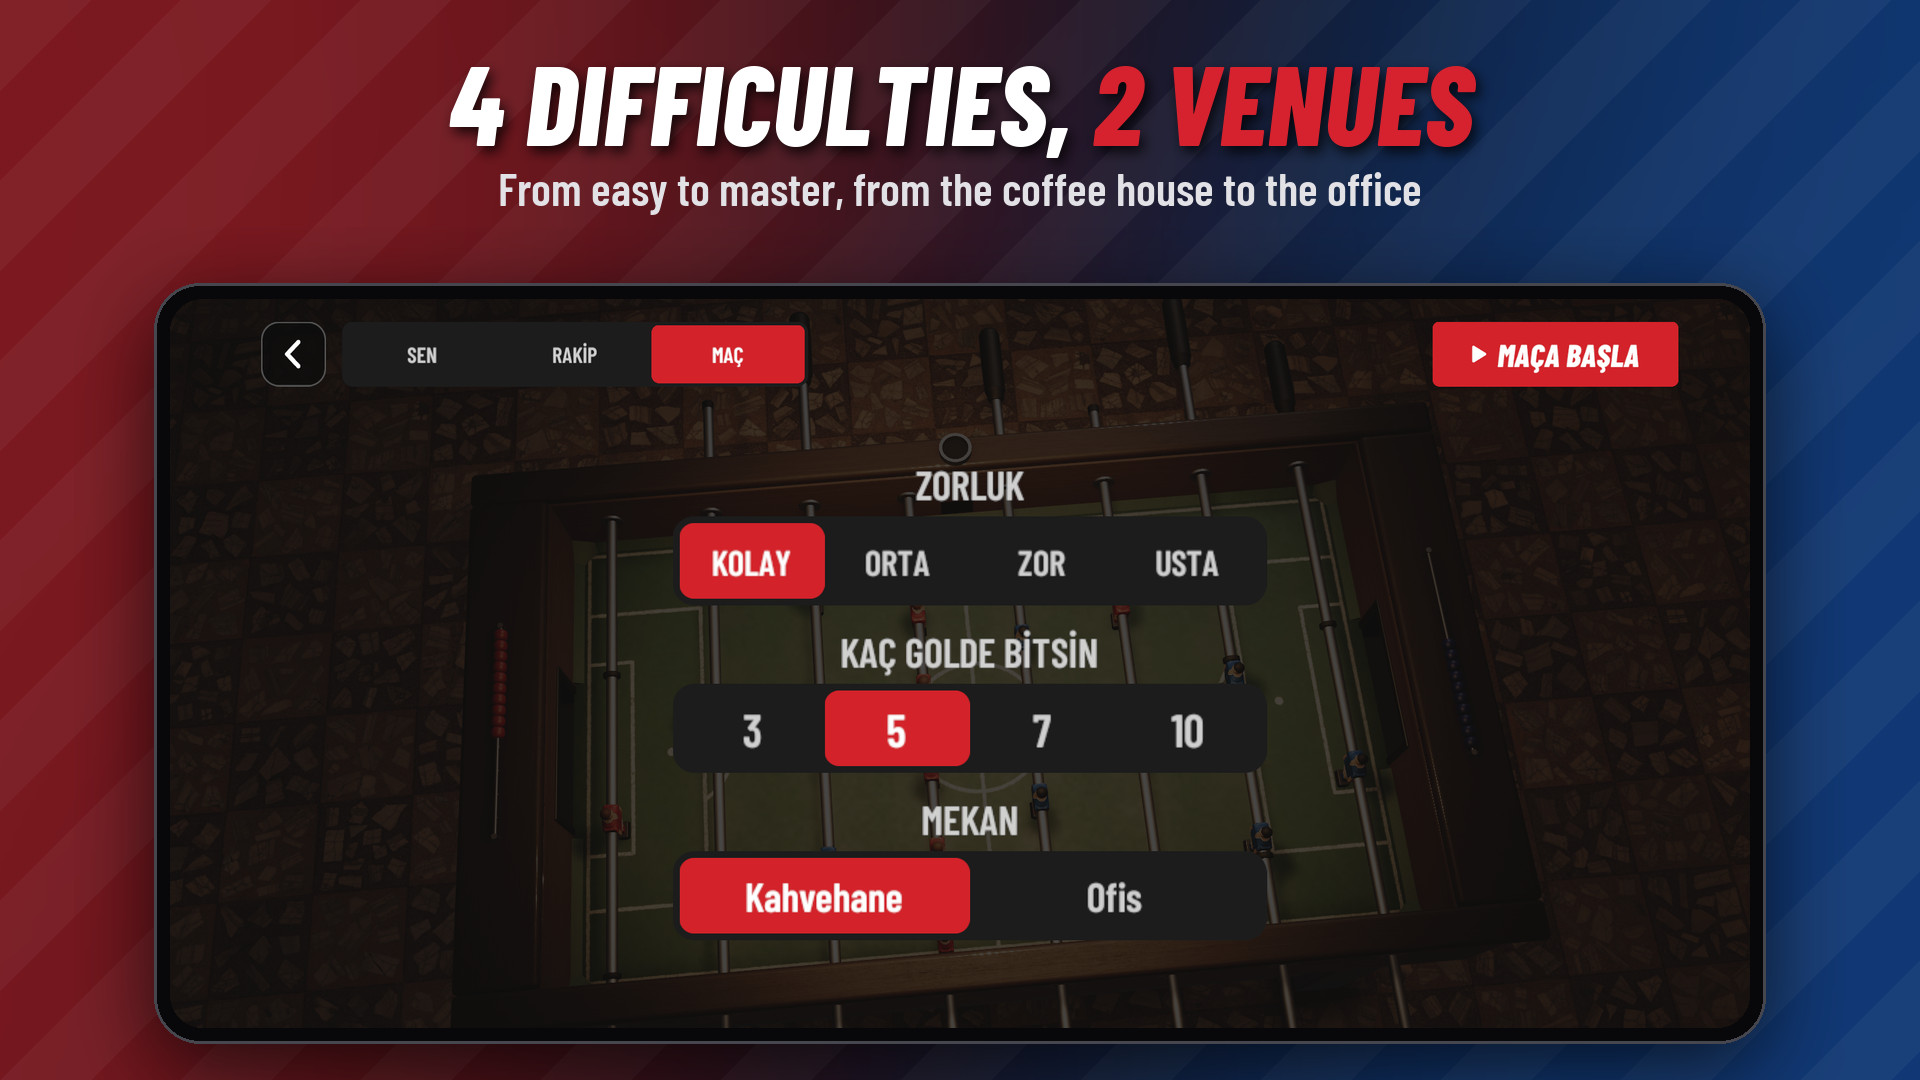 4 DIFFICULTIES, 2 VENUES
From easy to master, from the coffee house to the office
SEN RAKİP MAÇ MAÇA BAŞLA
ZORLUK
KOLAY ORTA ZOR USTA
KAÇ GOLDE BİTSİN
3 5 7 10
MEKAN
Kahvehane Ofis